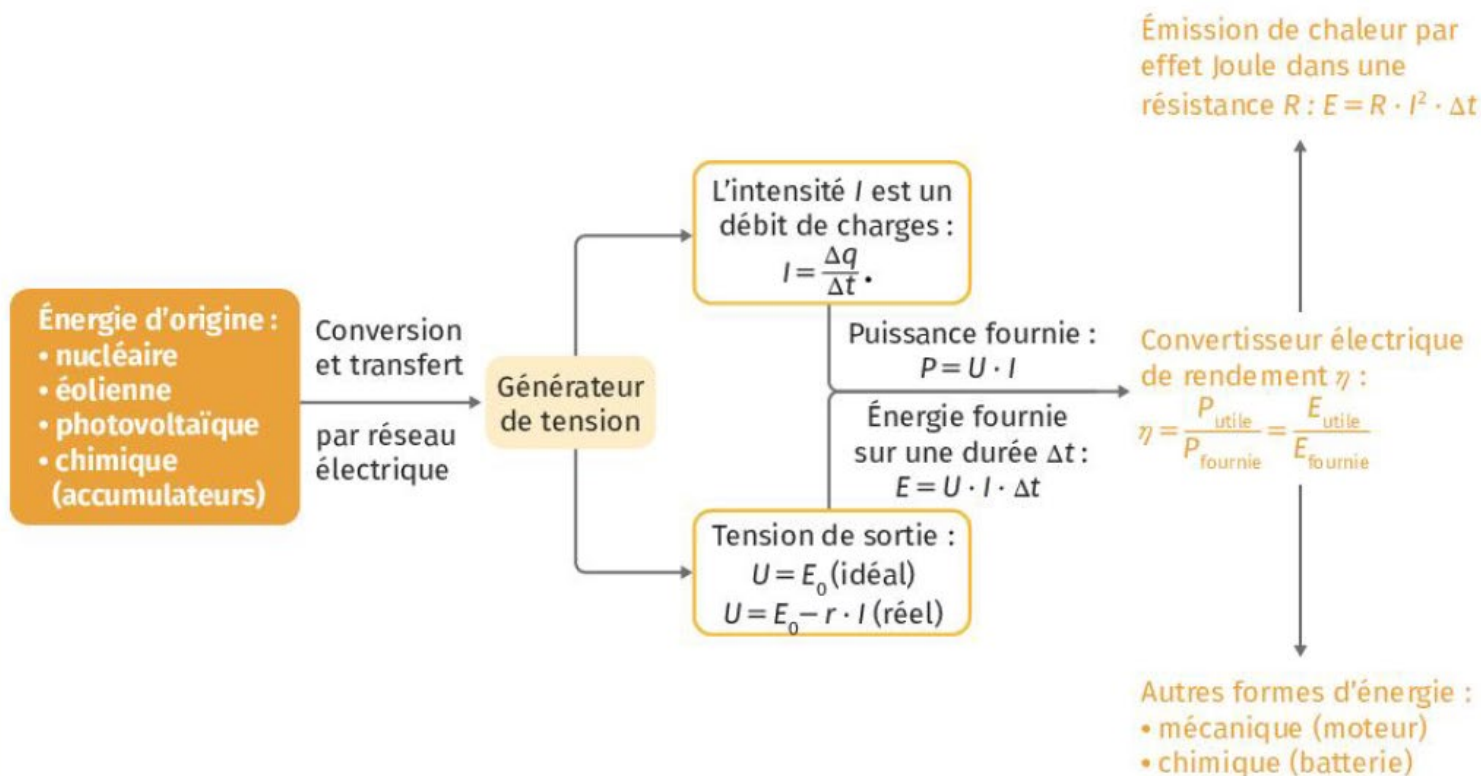 Énergie d'origine :
• nucléaire
• éolienne
• photovoltaïque
• chimique
(accumulateurs)
Conversion
et transfert
par réseau
électrique
Générateur
de tension
L'intensité I est un
débit de charges :
I = Δq/Δt.
Puissance fournie :
P = U · I
Énergie fournie
sur une durée Δt :
E = U · I · Δt
Tension de sortie :
U = E₀ (idéal)
U = E₀ – r · I (réel)
Émission de chaleur par
effet Joule dans une
résistance R : E = R · I² · Δt
Convertisseur électrique
de rendement η :
η = P_utile/P_fournie = E_utile/E_fournie
Autres formes d'énergie :
• mécanique (moteur)
• chimique (batterie)